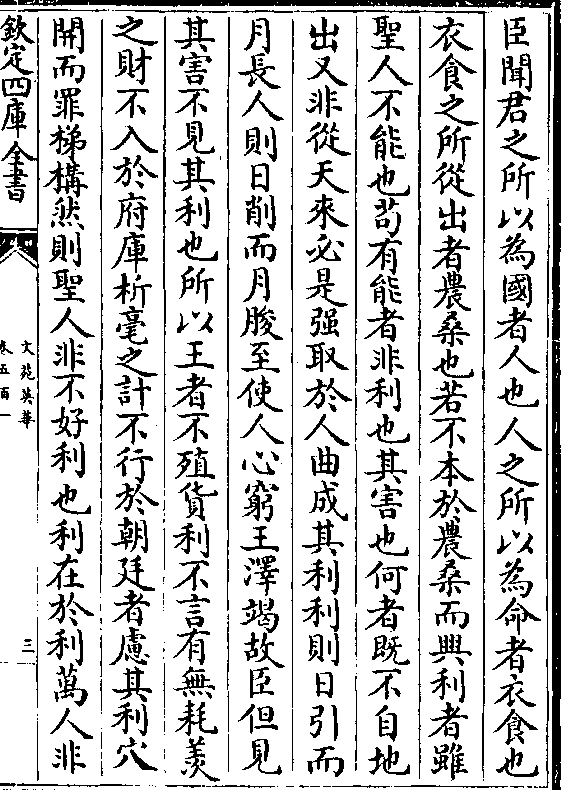 臣聞君之所以為國者人也人之所以為命者衣食也
衣食之所從出者農桑也若不本於農桑而興利者雖
聖人不能也茍有能者非利也其害也何者既不自地
出又非從天來必是强取於人曲成其利利則日引而
月長人則日削而月朘至使人心窮王澤竭故臣但見
其害不見其利也所以王者不殖貨利不言有無耗羨
之財不入於府庫析毫之計不行於朝廷者慮其利穴
開而罪梯構然則聖人非不好利也利在於利萬人非
欽定四庫全書
文苑英華
卷五百一
三